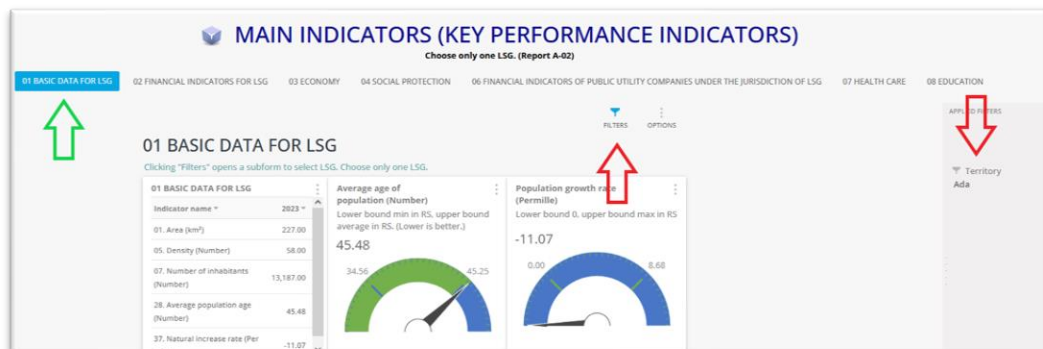 MAIN INDICATORS (KEY PERFORMANCE INDICATORS)
Choose only one LSG. (Report A-02)
01 BASIC DATA FOR LSG
02 FINANCIAL INDICATORS FOR LSG
03 ECONOMY
04 SOCIAL PROTECTION
06 FINANCIAL INDICATORS OF PUBLIC UTILITY COMPANIES UNDER THE JURISDICTION OF LSG
07 HEALTH CARE
08 EDUCATION
FILTERS
OPTIONS
APPLIED FILTERS
Territory
Ada
01 BASIC DATA FOR LSG
Clicking "Filters" opens a subform to select LSG. Choose only one LSG.
01 BASIC DATA FOR LSG
Indicator name
2023
01. Area (km²)
227.00
05. Density (Number)
58.00
07. Number of inhabitants
(Number)
13,187.00
28. Average population age
(Number)
45.48
37. Natural increase rate (Per
-11.07
Average age of
population (Number)
Lower bound min in RS, upper bound
average in RS. (Lower is better.)
45.48
34.56
45.25
Population growth rate
(Permille)
Lower bound 0, upper bound max in RS
-11.07
0.00
8.68